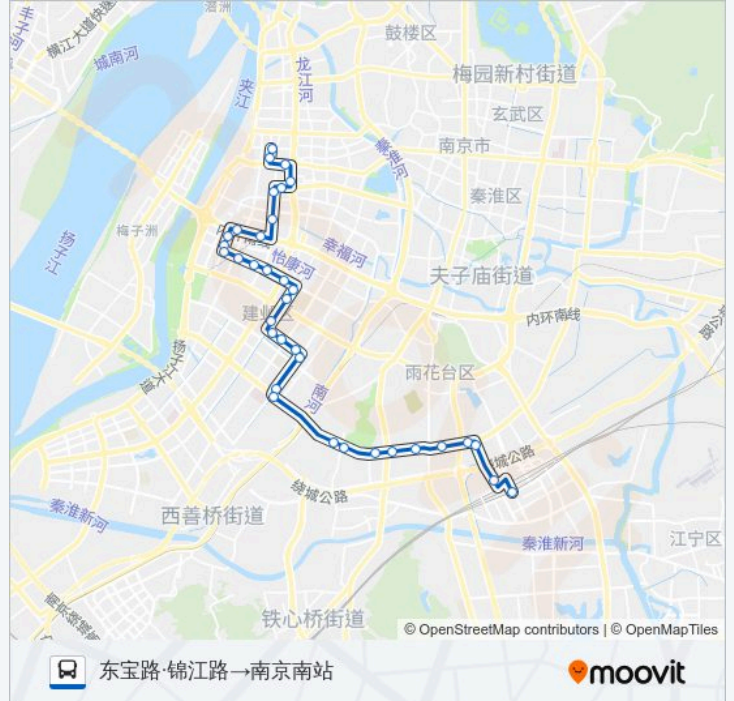 丰子河
横江大道快速
城南河
夹江
龙江河
鼓楼区
梅园新村街道
玄武区
南京市
秦淮河
秦淮区
梅子洲
扬子江
怡康河
幸福河
夫子庙街道
内环南线
建邺区
扬子江大道
南河
雨花台区
绕城公路
城公路
秦淮新河
西善桥街道
秦淮新河
江宁区
铁心桥街道
© OpenStreetMap contributors | © OpenMapTiles
东宝路·锦江路→南京南站
moovit